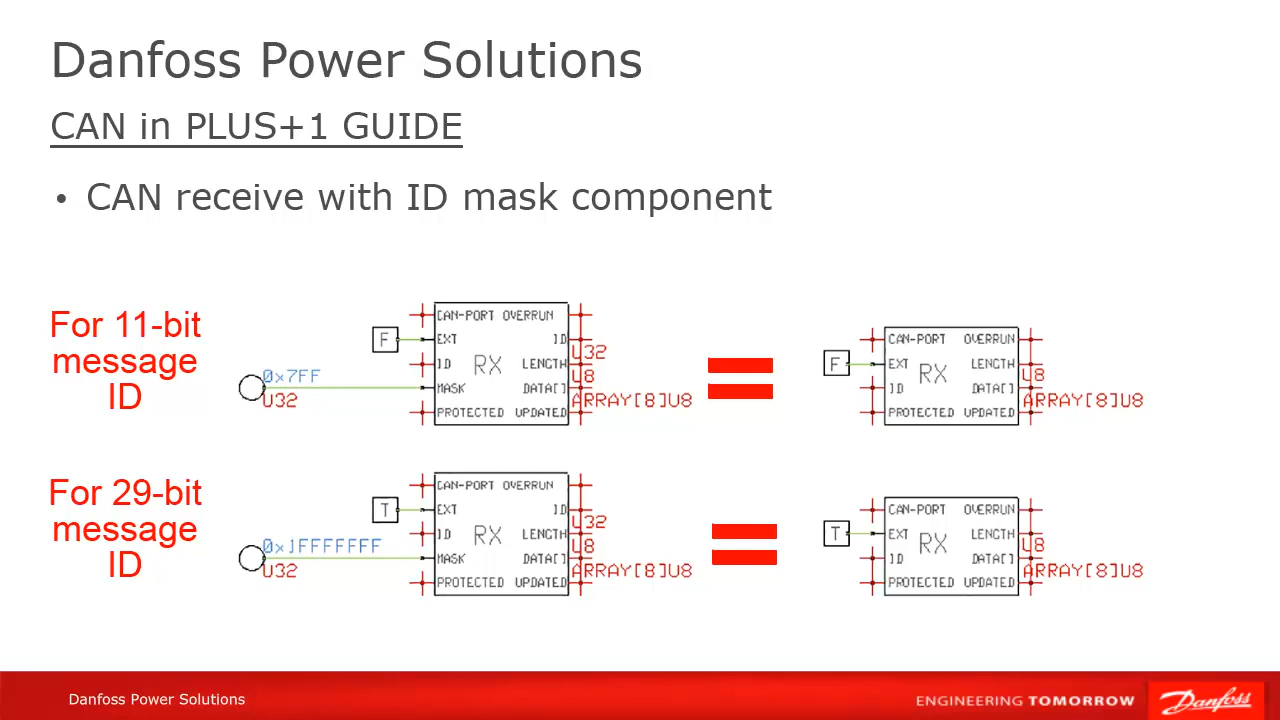 Danfoss Power Solutions
CAN in PLUS+1 GUIDE
• CAN receive with ID mask component
For 11-bit
message
ID
F
0x7FF
U32
CAN-PORT OVERRUN
EXT ID
ID RX LENGTH
MASK DATA[]
PROTECTED UPDATED
U32
U8
ARRAY[8]U8
=
F
CAN-PORT OVERRUN
EXT LENGTH
RX
ID DATA[]
PROTECTED UPDATED
U8
ARRAY[8]U8
For 29-bit
message
ID
T
0x1FFFFFFF
U32
CAN-PORT OVERRUN
EXT ID
ID RX LENGTH
MASK DATA[]
PROTECTED UPDATED
U32
U8
ARRAY[8]U8
=
T
CAN-PORT OVERRUN
EXT LENGTH
RX
ID DATA[]
PROTECTED UPDATED
U8
ARRAY[8]U8
Danfoss Power Solutions
ENGINEERING TOMORROW
Danfoss